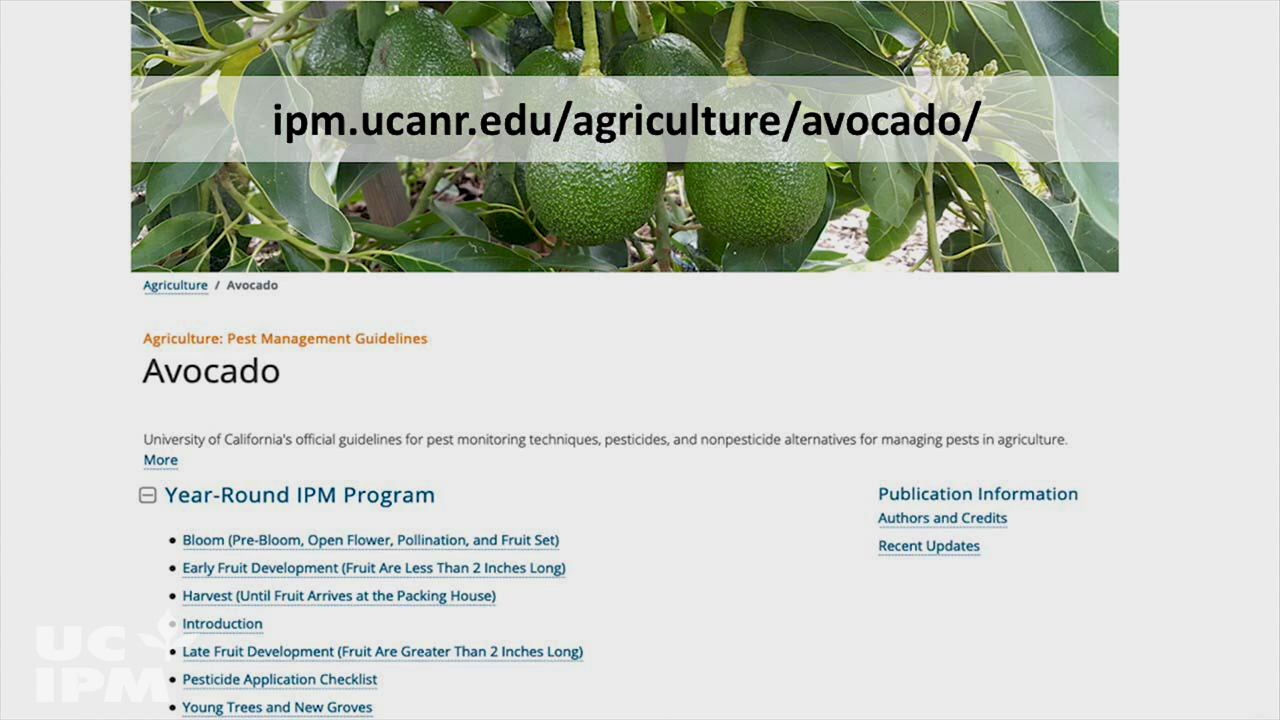 ipm.ucanr.edu/agriculture/avocado/
Agriculture / Avocado
Agriculture: Pest Management Guidelines
Avocado
University of California's official guidelines for pest monitoring techniques, pesticides, and nonpesticide alternatives for managing pests in agriculture.
More
Year-Round IPM Program
Bloom (Pre-Bloom, Open Flower, Pollination, and Fruit Set)
Early Fruit Development (Fruit Are Less Than 2 Inches Long)
Harvest (Until Fruit Arrives at the Packing House)
Introduction
Late Fruit Development (Fruit Are Greater Than 2 Inches Long)
Pesticide Application Checklist
Young Trees and New Groves
Publication Information
Authors and Credits
Recent Updates
UC
IPM